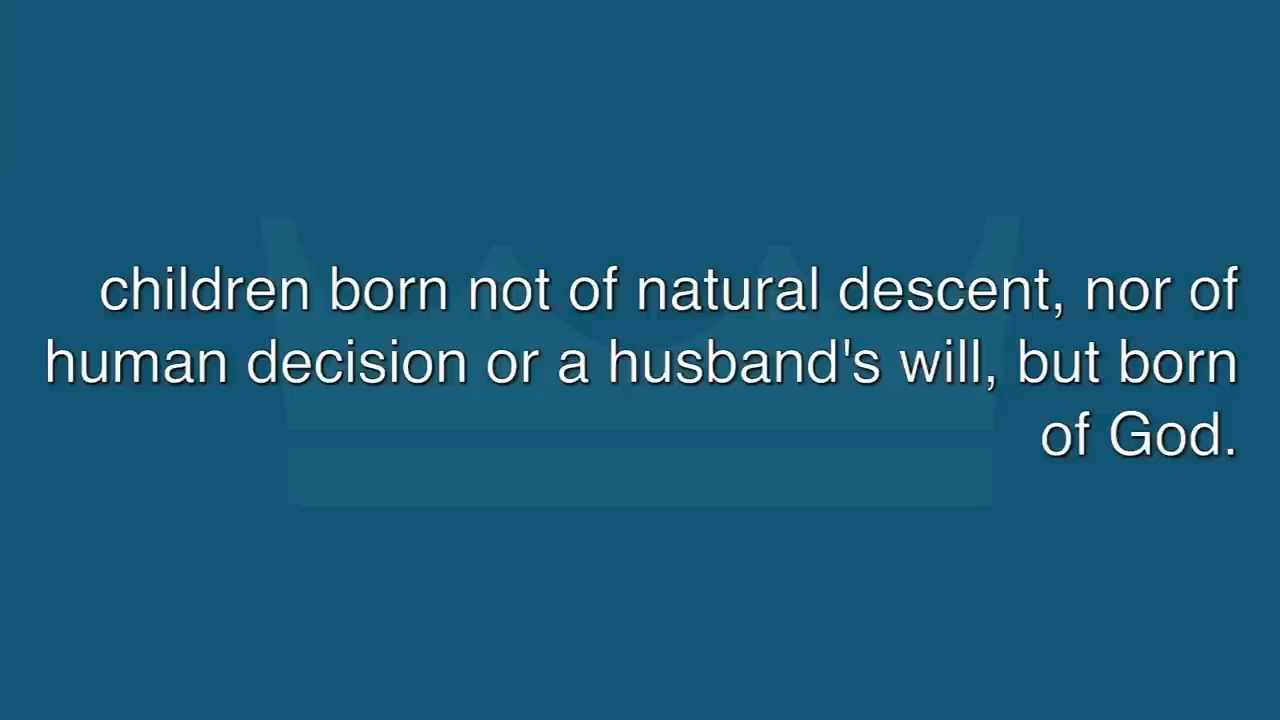 children born not of natural descent, nor of
human decision or a husband's will, but born
of God.